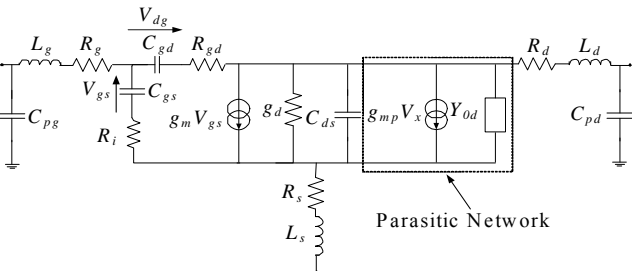 V_dg
L_g R_g C_gd R_gd R_d L_d
V_gs C_gs
C_pg R_i g_m V_gs g_d C_ds g_mp V_x Y_0d C_pd
R_s
L_s
Parasitic Network